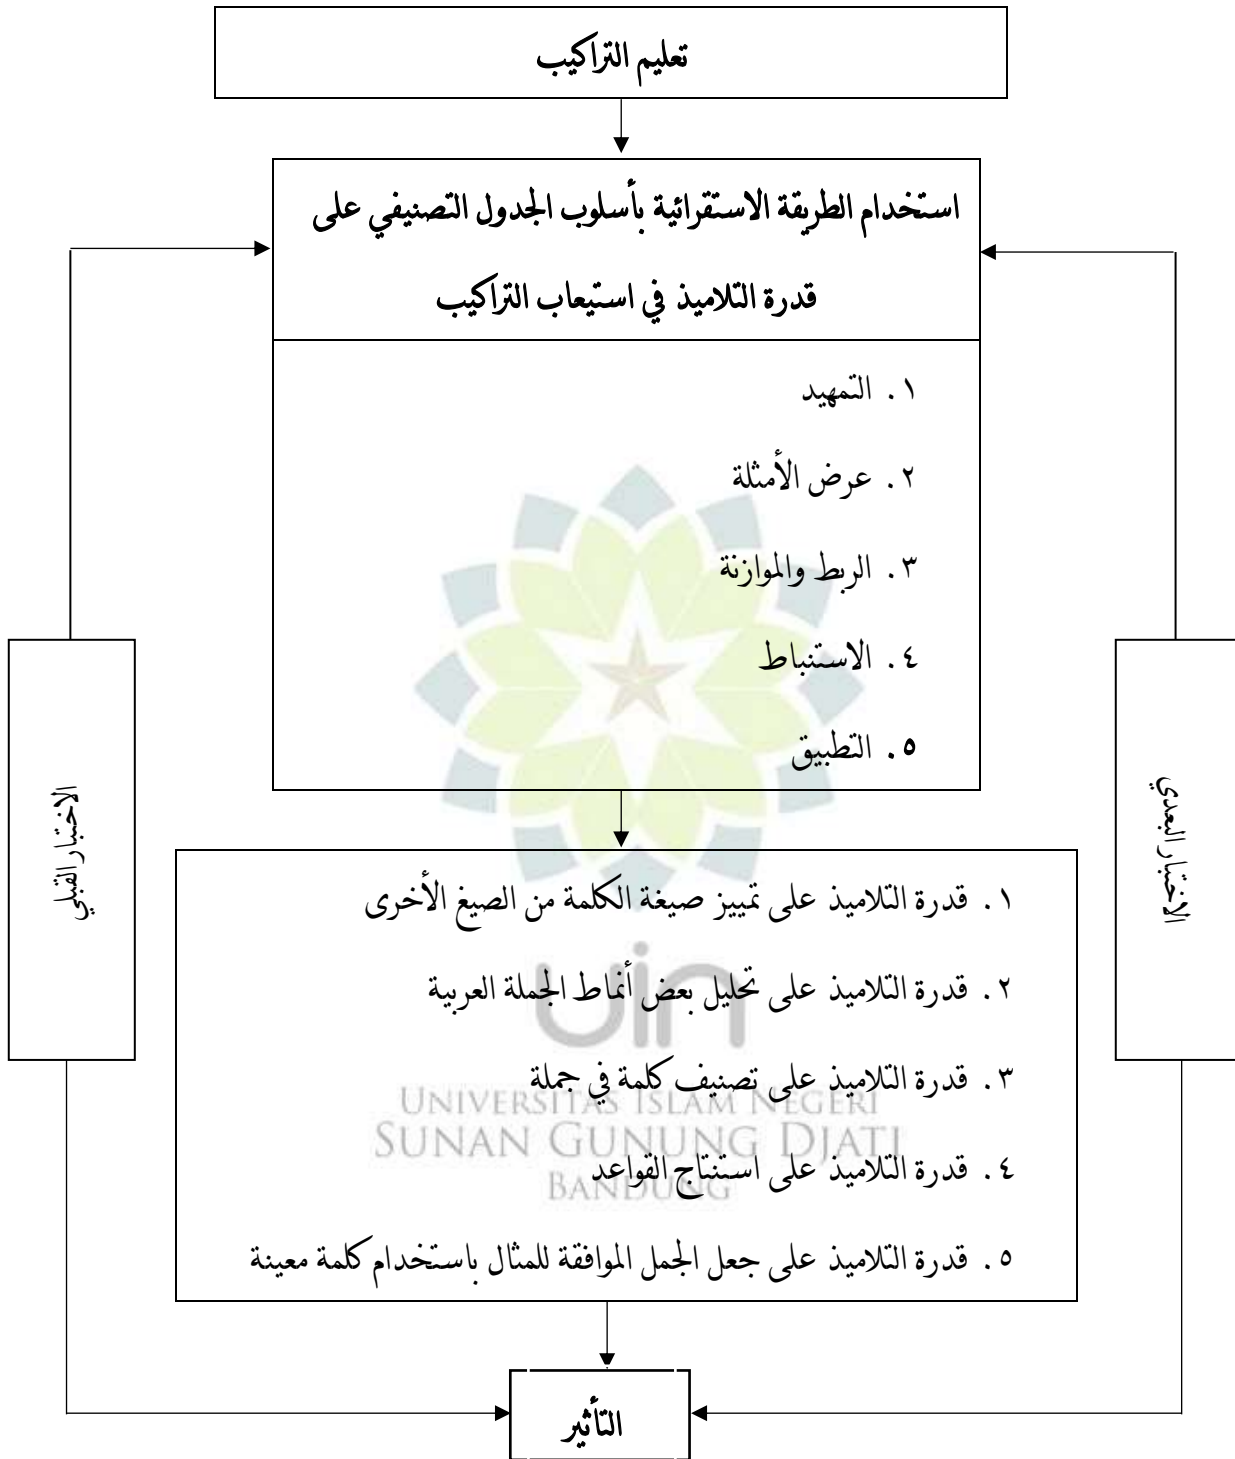 تعليم التراكيب
استخدام الطريقة الاستقرائية بأسلوب الجدول التصنيفي على
قدرة التلاميذ في استيعاب التراكيب
١. التمهيد
٢. عرض الأمثلة
٣. الربط والموازنة
٤. الاستنباط
٥. التطبيق
الاختبار البعدي
الاختبار القبلي
١. قدرة التلاميذ على تمييز صيغة الكلمة من الصيغ الأخرى
٢. قدرة التلاميذ على تحليل بعض أنماط الجملة العربية
٣. قدرة التلاميذ على تصنيف كلمة في جملة
٤. قدرة التلاميذ على استنتاج القواعد
٥. قدرة التلاميذ على جعل الجمل الموافقة للمثال باستخدام كلمة معينة
uin
UNIVERSITAS ISLAM NEGERI
SUNAN GUNUNG DJATI
BANDUNG
التأثير